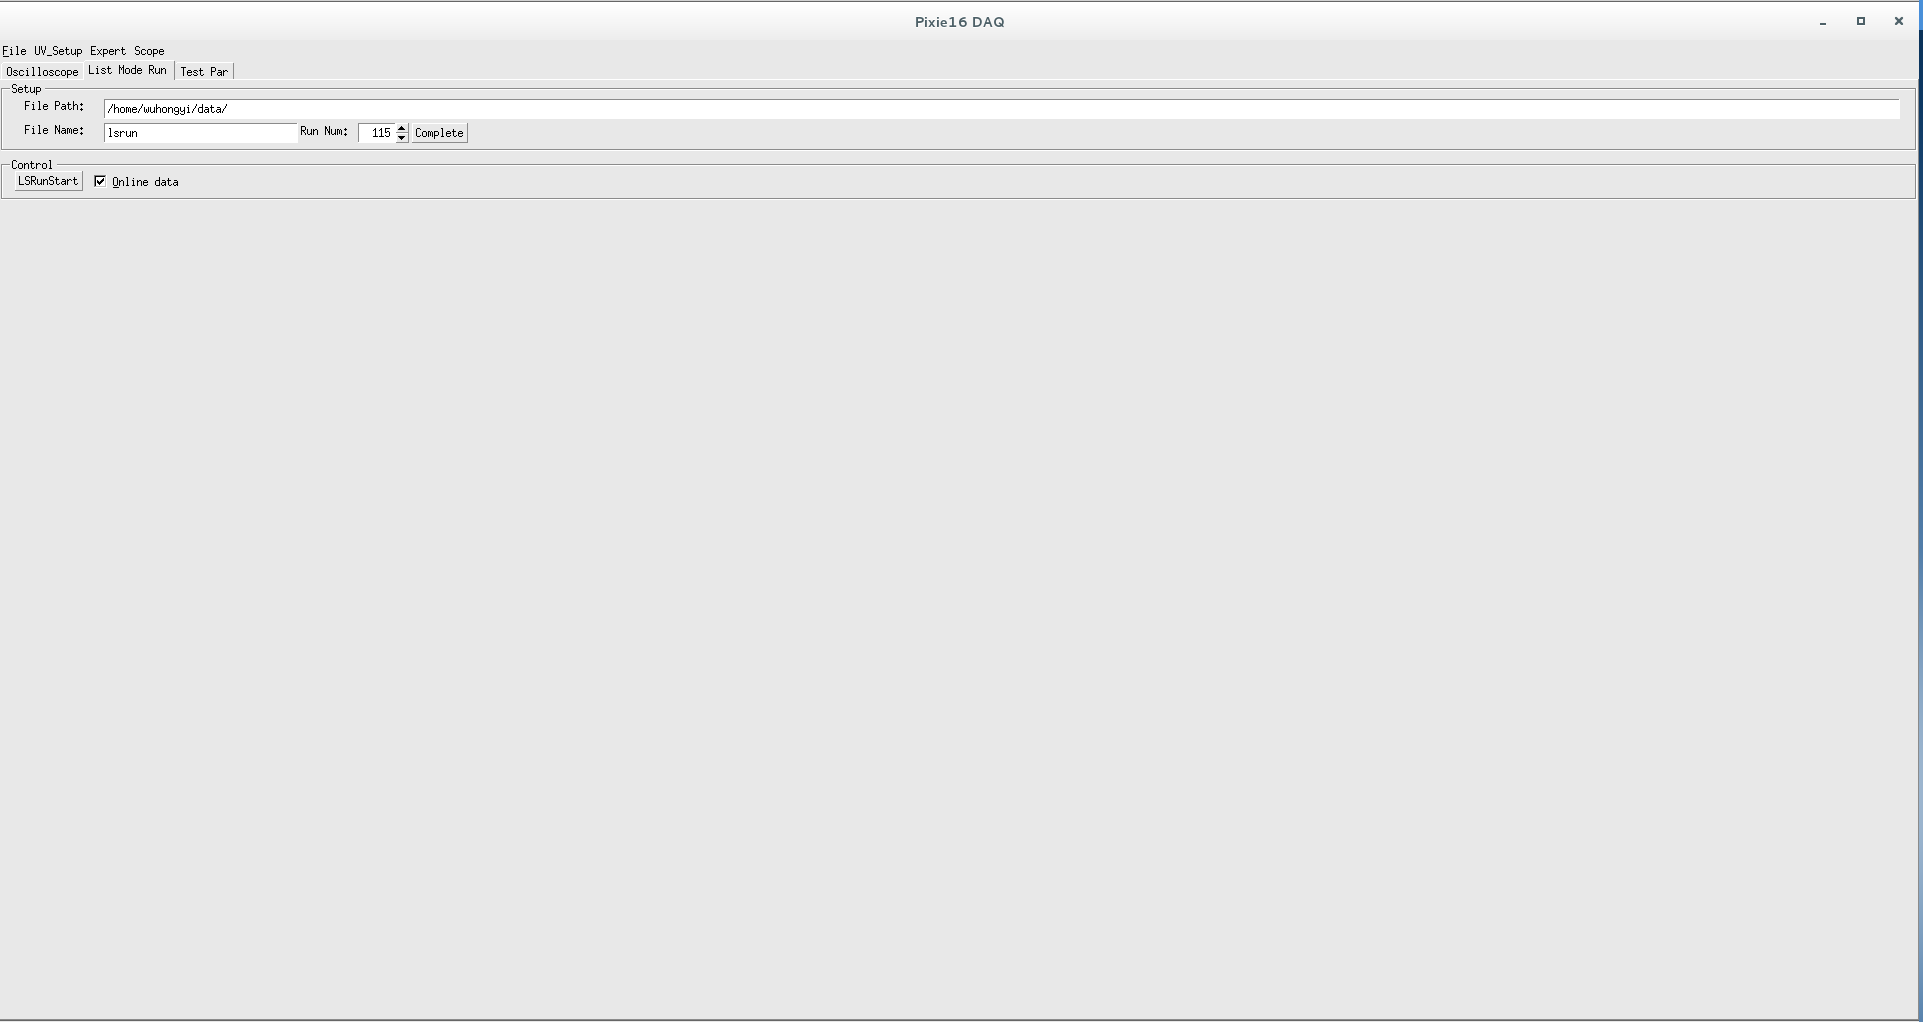 Pixie16 DAQ
File UV_Setup Expert Scope
Oscilloscope List Mode Run Test Par
Setup
File Path: /home/wuhongyi/data/
File Name: lsrun Run Num: 115 Complete
Control
LSRunStart Online data